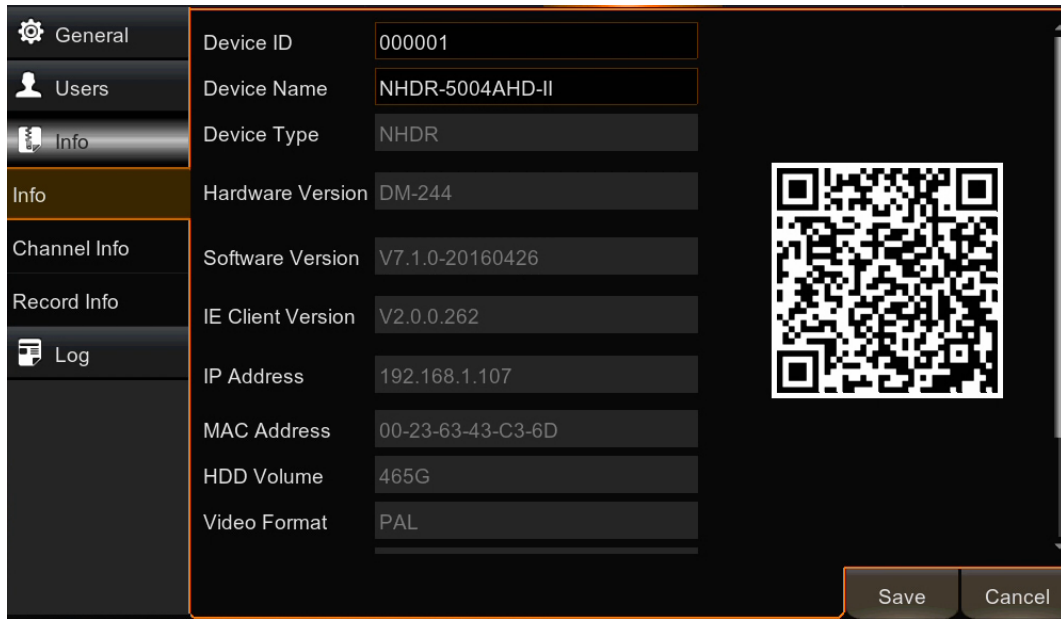 General
Users
Info
Info
Channel Info
Record Info
Log
Device ID 000001
Device Name NHDR-5004AHD-II
Device Type NHDR
Hardware Version DM-244
Software Version V7.1.0-20160426
IE Client Version V2.0.0.262
IP Address 192.168.1.107
MAC Address 00-23-63-43-C3-6D
HDD Volume 465G
Video Format PAL
Save Cancel